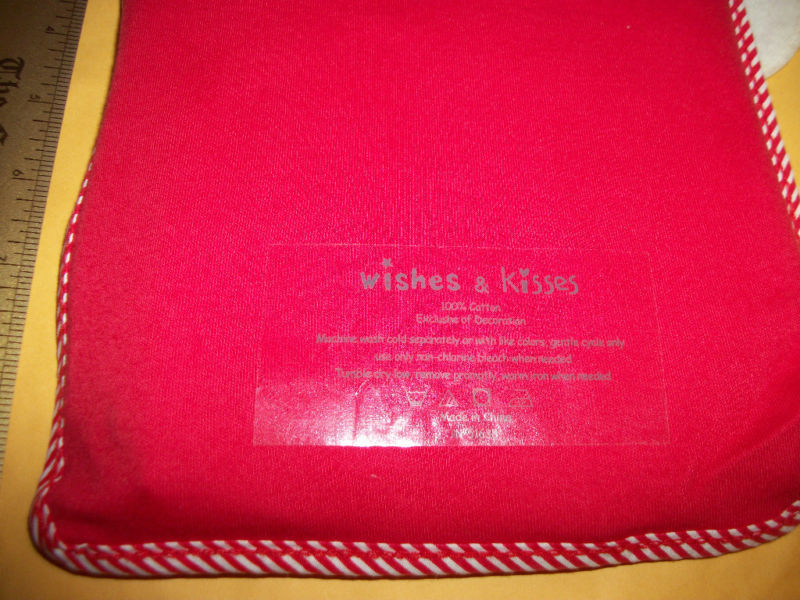 wishes & kisses
100% Cotton
Exclusive of Decoration
Machine wash cold separately or with like colors, gentle cycle only
use only non-chlorine bleach when needed
Tumble dry low, remove promptly, warm iron when needed
Made in China
The